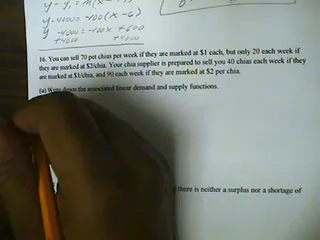 y-y₁ = m(x-
y-4000 = -100(x-6)
y-4000 = -100x+600
+4000 +4000
16. You can sell 70 pet chias per week if they are marked at $1 each, but only 20 each week if
they are marked at $2/chia. Your chia supplier is prepared to sell you 40 chias each week if they
are marked at $1/chia, and 90 each week if they are marked at $2 per chia.
(a) Write down the associated linear demand and supply functions.
there is neither a surplus nor a shortage of